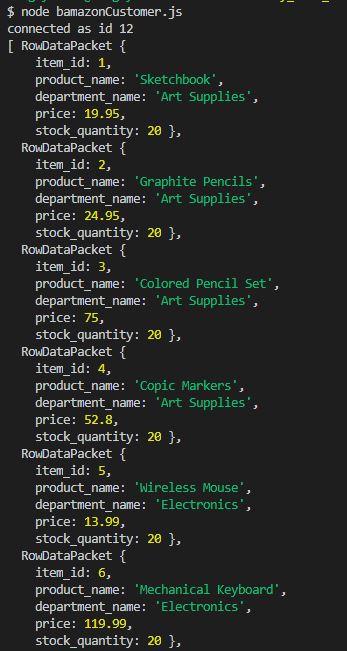 $ node bamazonCustomer.js
connected as id 12
[ RowDataPacket {
    item_id: 1,
    product_name: 'Sketchbook',
    department_name: 'Art Supplies',
    price: 19.95,
    stock_quantity: 20 },
  RowDataPacket {
    item_id: 2,
    product_name: 'Graphite Pencils',
    department_name: 'Art Supplies',
    price: 24.95,
    stock_quantity: 20 },
  RowDataPacket {
    item_id: 3,
    product_name: 'Colored Pencil Set',
    department_name: 'Art Supplies',
    price: 75,
    stock_quantity: 20 },
  RowDataPacket {
    item_id: 4,
    product_name: 'Copic Markers',
    department_name: 'Art Supplies',
    price: 52.8,
    stock_quantity: 20 },
  RowDataPacket {
    item_id: 5,
    product_name: 'Wireless Mouse',
    department_name: 'Electronics',
    price: 13.99,
    stock_quantity: 20 },
  RowDataPacket {
    item_id: 6,
    product_name: 'Mechanical Keyboard',
    department_name: 'Electronics',
    price: 119.99,
    stock_quantity: 20 },